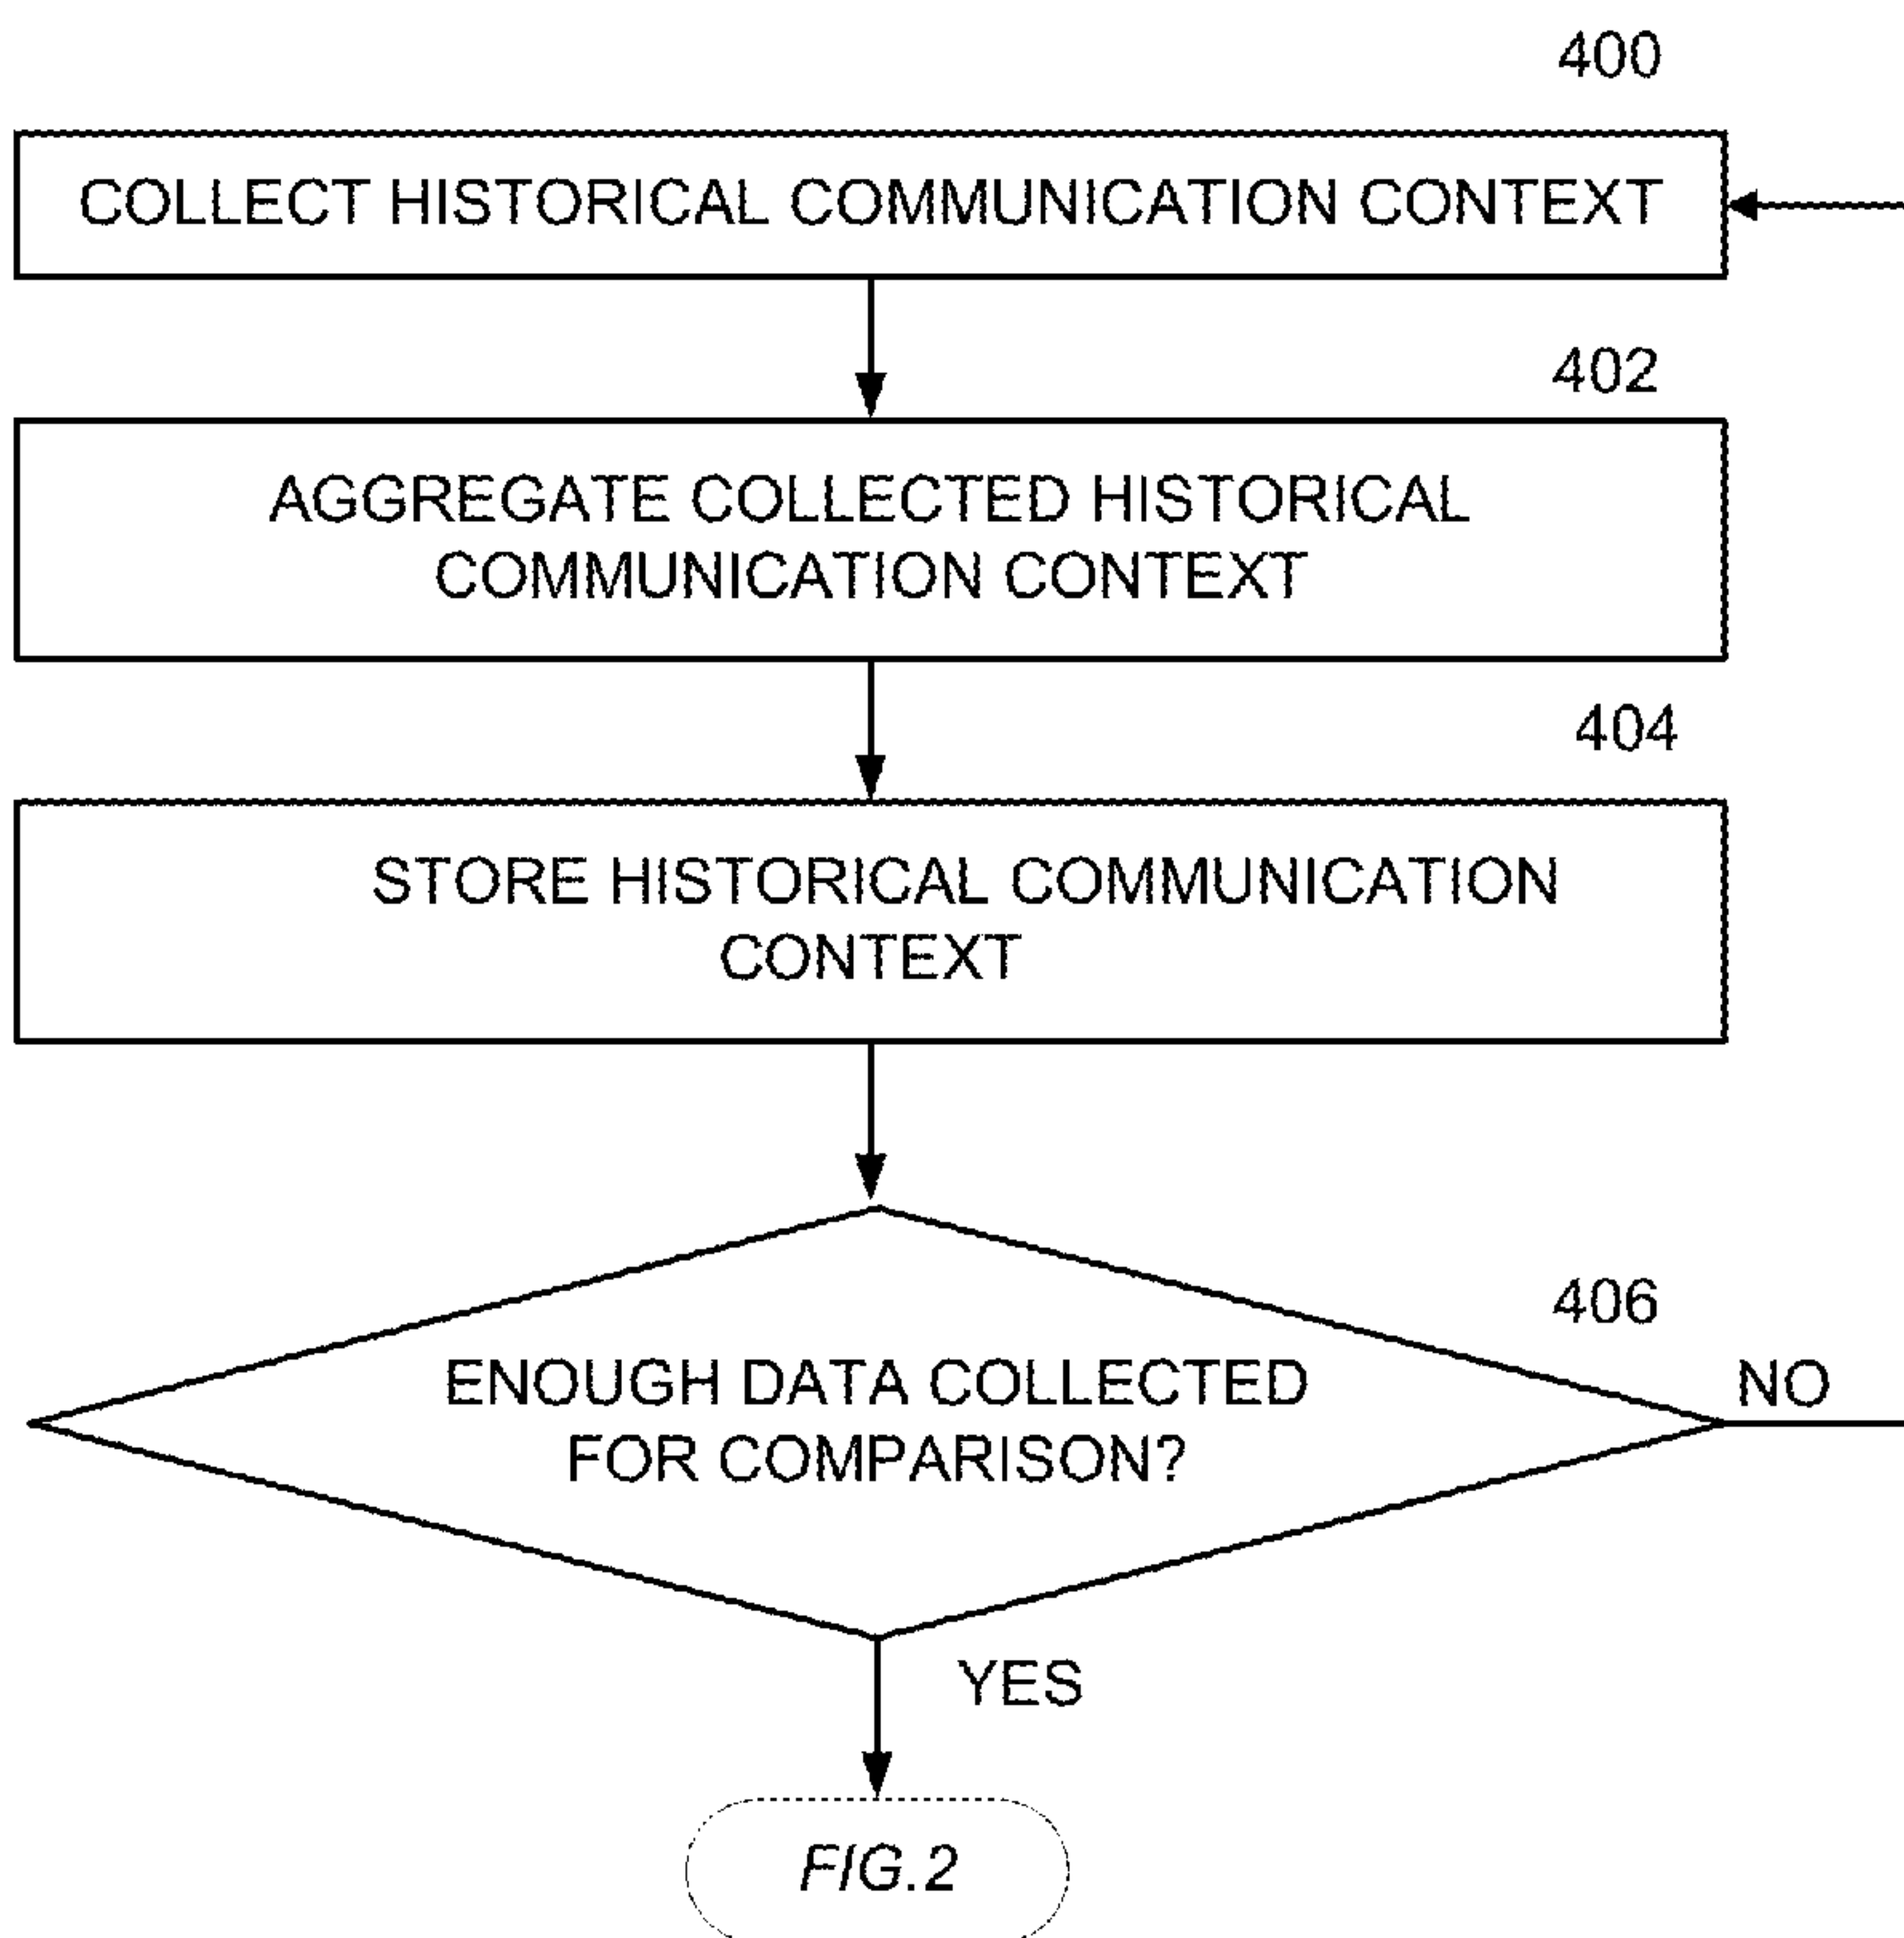 400
COLLECT HISTORICAL COMMUNICATION CONTEXT
402
AGGREGATE COLLECTED HISTORICAL
COMMUNICATION CONTEXT
404
STORE HISTORICAL COMMUNICATION
CONTEXT
406
ENOUGH DATA COLLECTED
FOR COMPARISON?
NO
YES
FIG.2